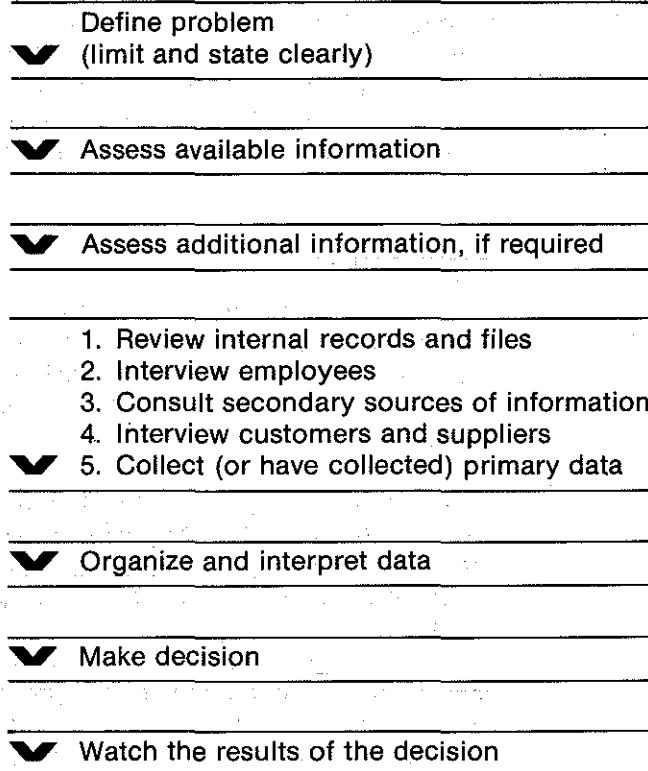 Define problem
(limit and state clearly)
Assess available information
Assess additional information, if required
1. Review internal records and files
2. Interview employees
3. Consult secondary sources of information
4. Interview customers and suppliers
5. Collect (or have collected) primary data
Organize and interpret data
Make decision
Watch the results of the decision